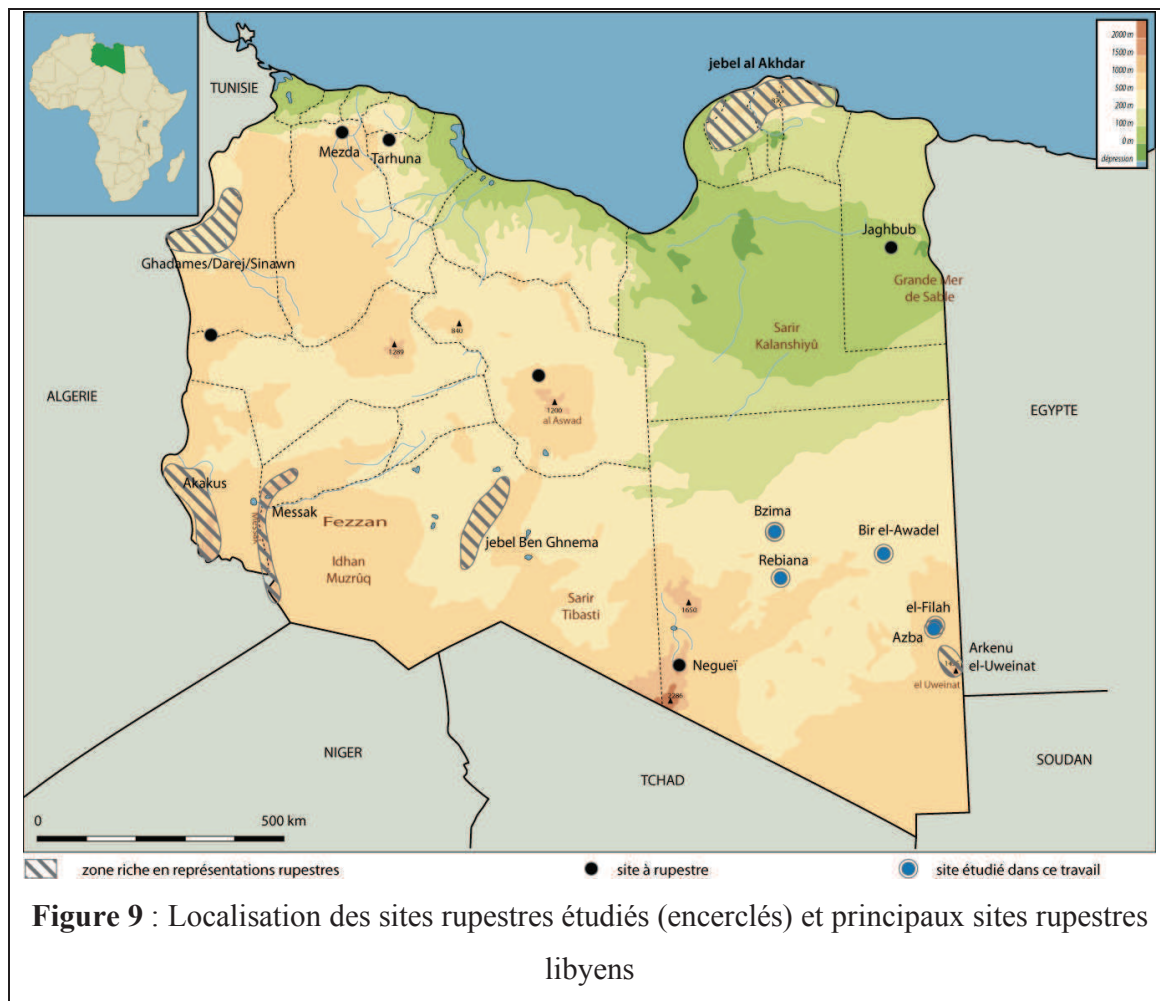 2000 m
1500 m
1000 m
500 m
200 m
100 m
0 m
dépression
TUNISIE
jebel al Akhdar
Mezda
Tarhuna
Jaghbub
Ghadames/Darej/Sinawn
Grande Mer
de Sable
Sarir
Kalanshiyû
840
1289
ALGERIE
1200
al Aswad
EGYPTE
Akakus
Messak
Fezzan
jebel Ben Ghnema
Idhan
Muzrûq
Bzima
Bir el-Awadel
Rebiana
Sarir
Tibasti
1650
el-Filah
Azba
Arkenu
el-Uweinat
el Uweinat
Negueï
NIGER
TCHAD
SOUDAN
0 500 km
zone riche en représentations rupestres site à rupestre site étudié dans ce travail
Figure 9 : Localisation des sites rupestres étudiés (encerclés) et principaux sites rupestres
libyens